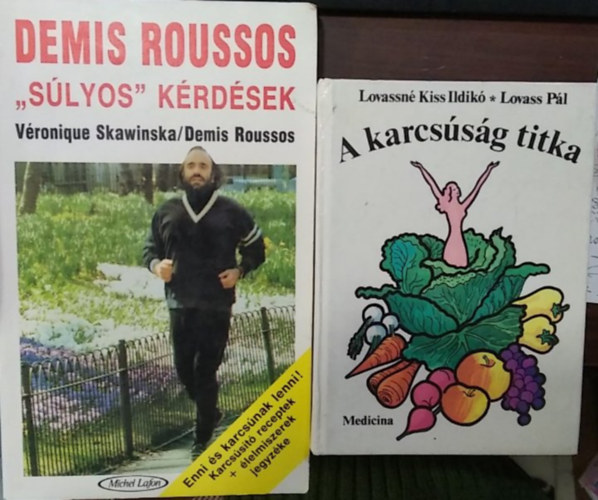 DEMIS ROUSSOS
„SÚLYOS” KÉRDÉSEK
Véronique Skawinska/Demis Roussos
Enni és karcsúnak lenni!
Karcsúsító receptek
+ élelmiszerek
jegyzéke
Michel Lafon
Lovassné Kiss Ildikó * Lovass Pál
A karcsúság titka
Medicina